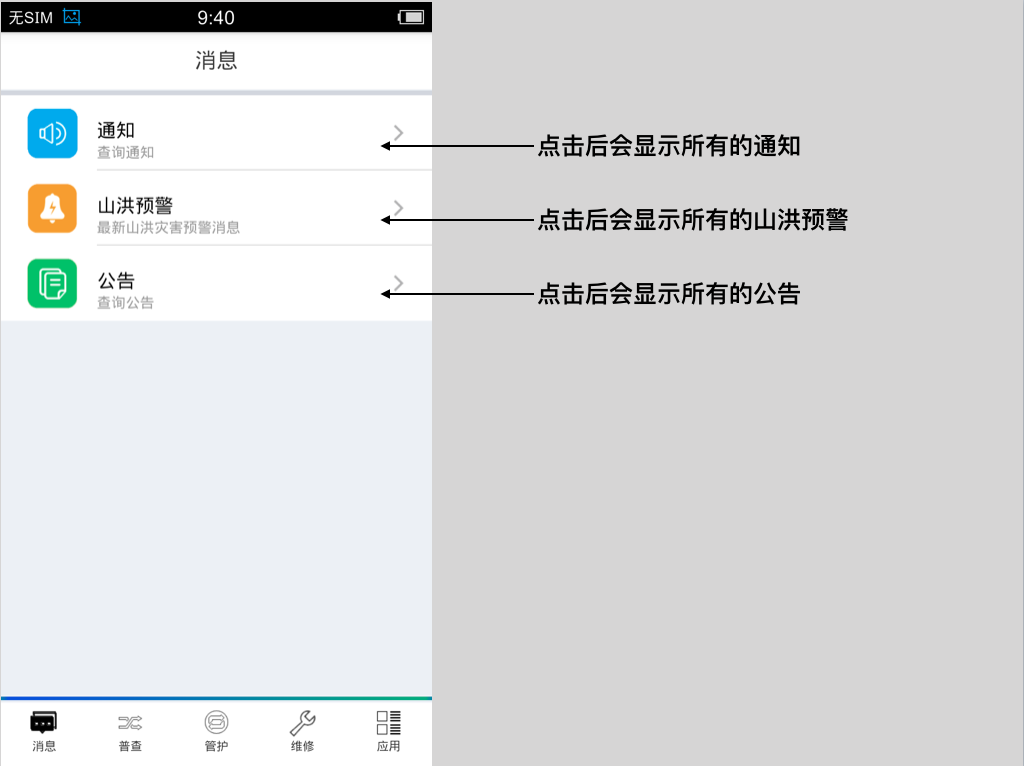 无SIM 9:40
消息
通知
查询通知
点击后会显示所有的通知
山洪预警
最新山洪灾害预警消息
点击后会显示所有的山洪预警
公告
查询公告
点击后会显示所有的公告
消息 普查 管护 维修 应用